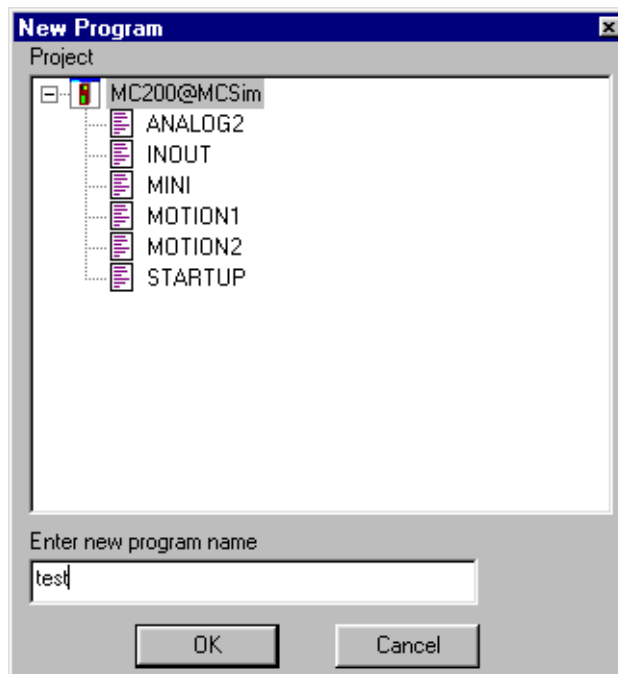 New Program
Project
MC200@MCSim
ANALOG2
INOUT
MINI
MOTION1
MOTION2
STARTUP
Enter new program name
test
OK Cancel